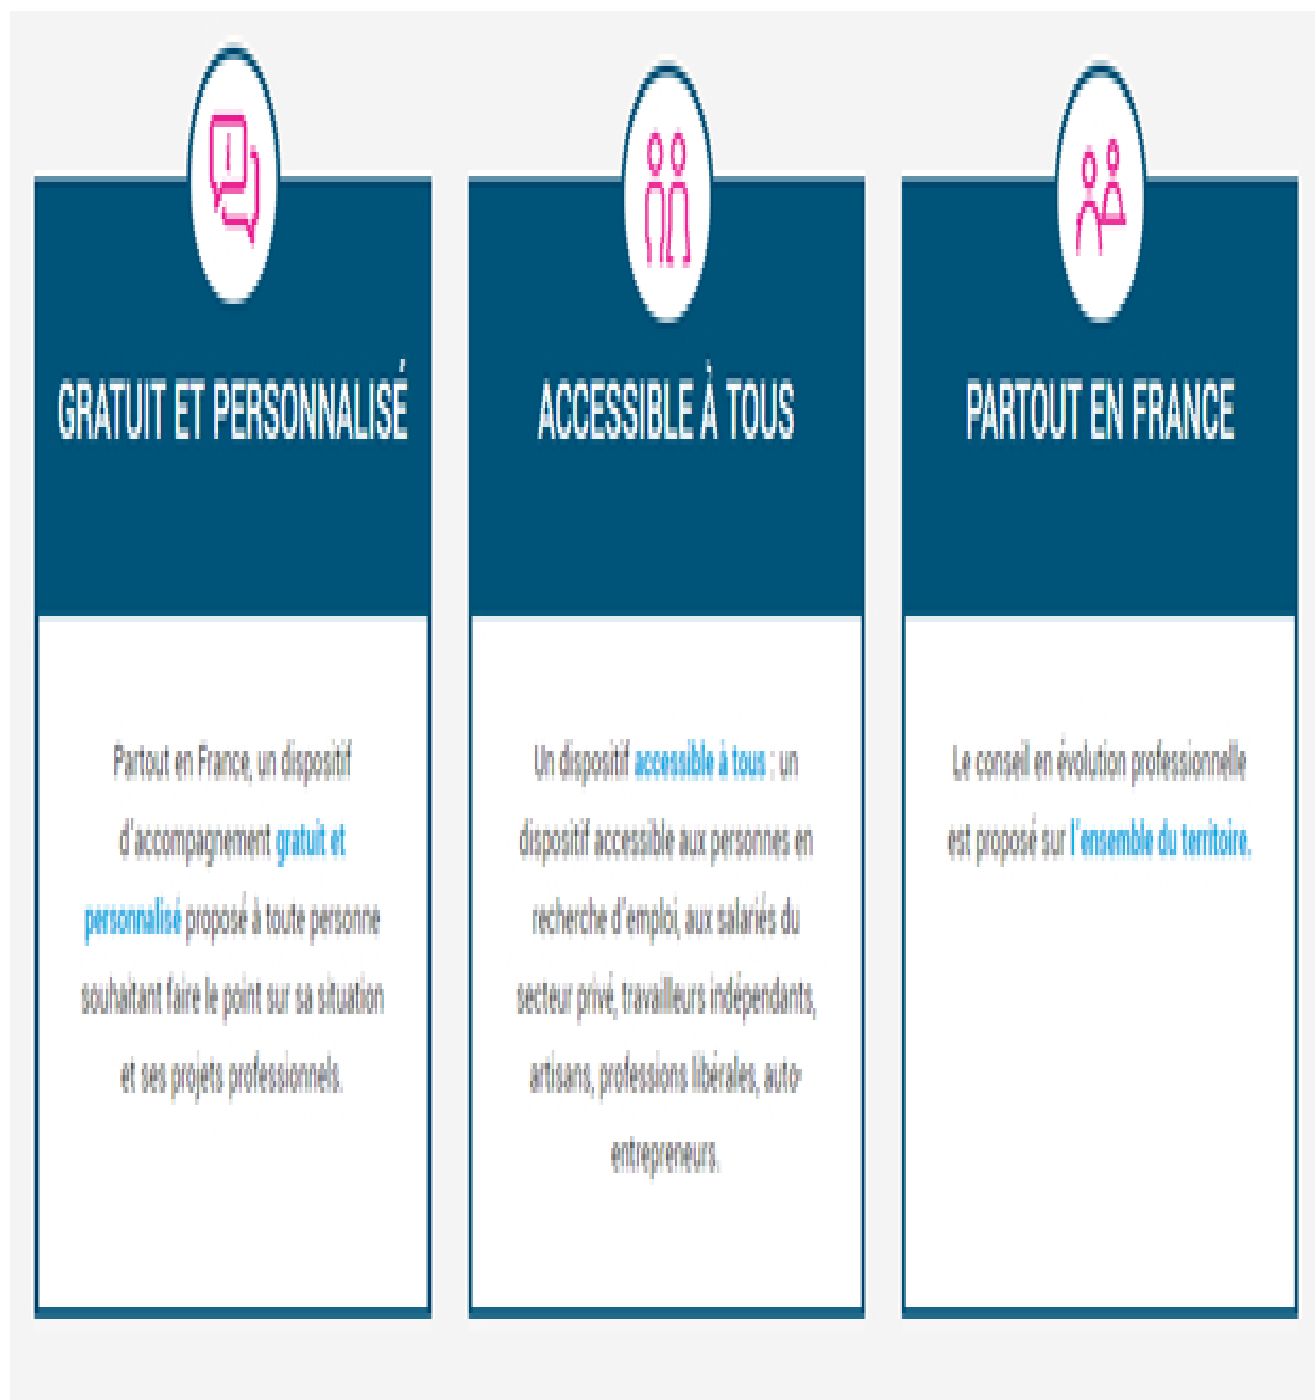 GRATUIT ET PERSONNALISÉ
Partout en France, un dispositif
d'accompagnement gratuit et
personnalisé proposé à toute personne
souhaitant faire le point sur sa situation
et ses projets professionnels.
ACCESSIBLE À TOUS
Un dispositif accessible à tous : un
dispositif accessible aux personnes en
recherche d'emploi, aux salariés du
secteur privé, travailleurs indépendants,
artisans, professions libérales, auto-
entrepreneurs.
PARTOUT EN FRANCE
Le conseil en évolution professionnelle
est proposé sur l'ensemble du territoire.